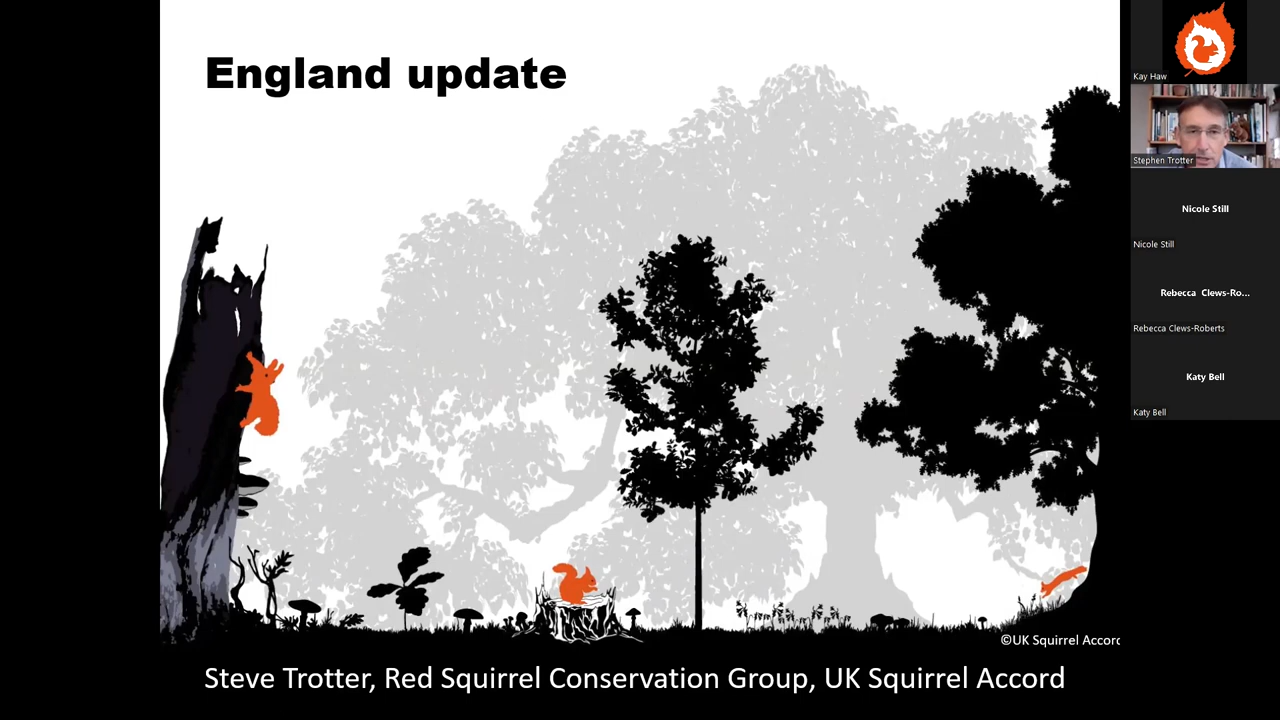 England update
©UK Squirrel Accord
Steve Trotter, Red Squirrel Conservation Group, UK Squirrel Accord
Kay Haw
Stephen Trotter
Nicole Still
Nicole Still
Rebecca Clews-Ro...
Rebecca Clews-Roberts
Katy Bell
Katy Bell